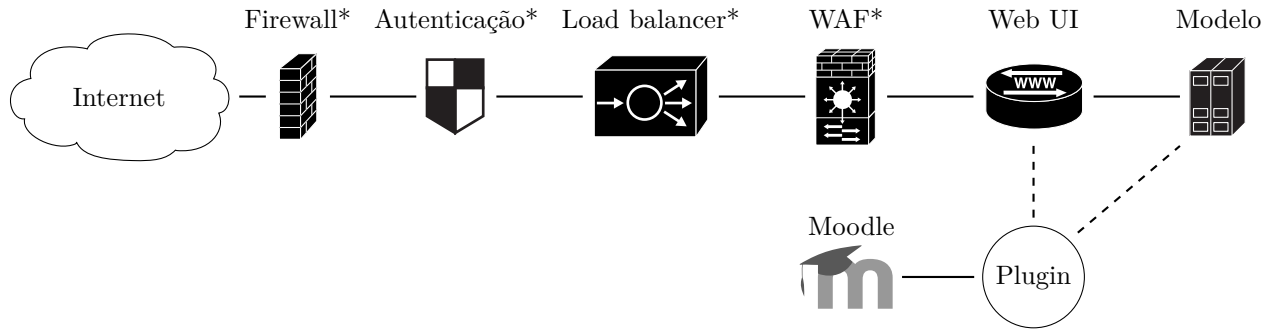 Firewall* Autenticação* Load balancer* WAF* Web UI Modelo
Internet
WWW
Moodle
m
Plugin